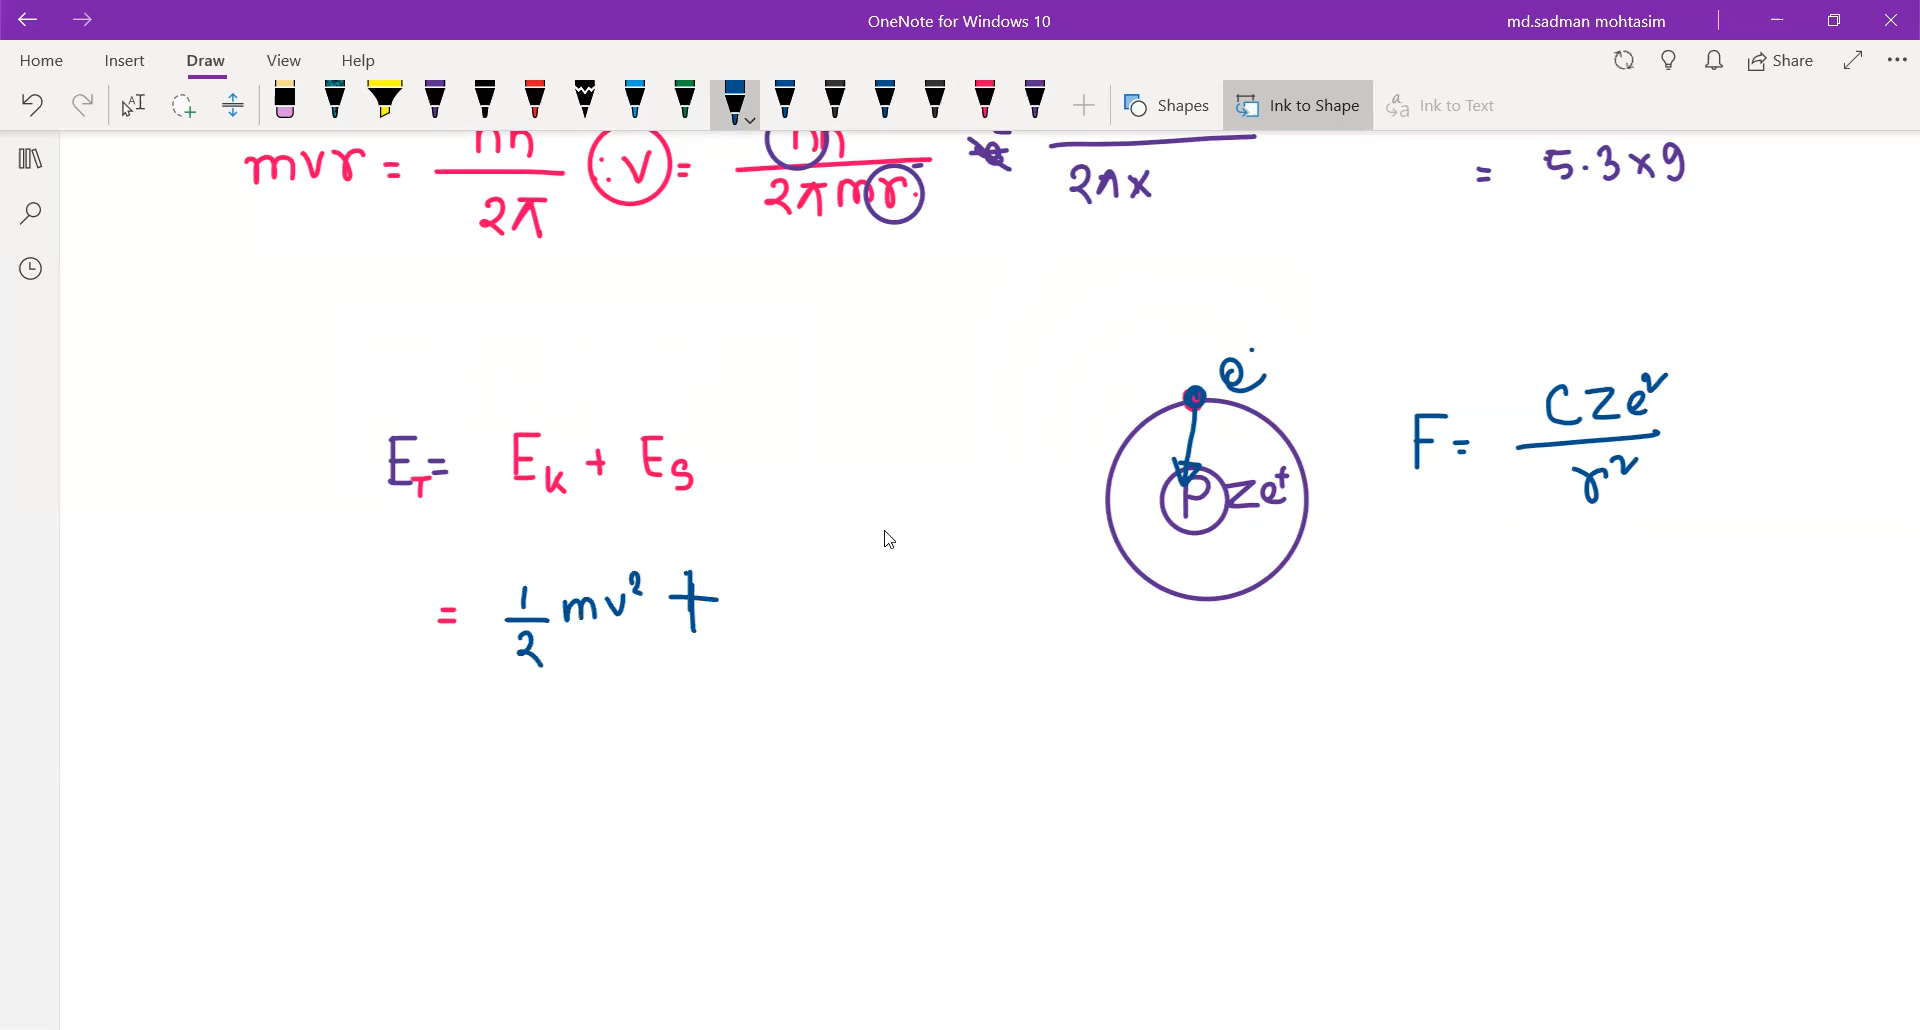 OneNote for Windows 10
md.sadman mohtasim
Home Insert Draw View Help
Share
Shapes
Ink to Shape
Ink to Text
mvr = nh / 2π ∴ v = nh / 2πmr
2π×
= 5.3×9
e
F = CZe² / r²
E_T = E_k + E_s
P Ze⁺
= 1/2 mv² +